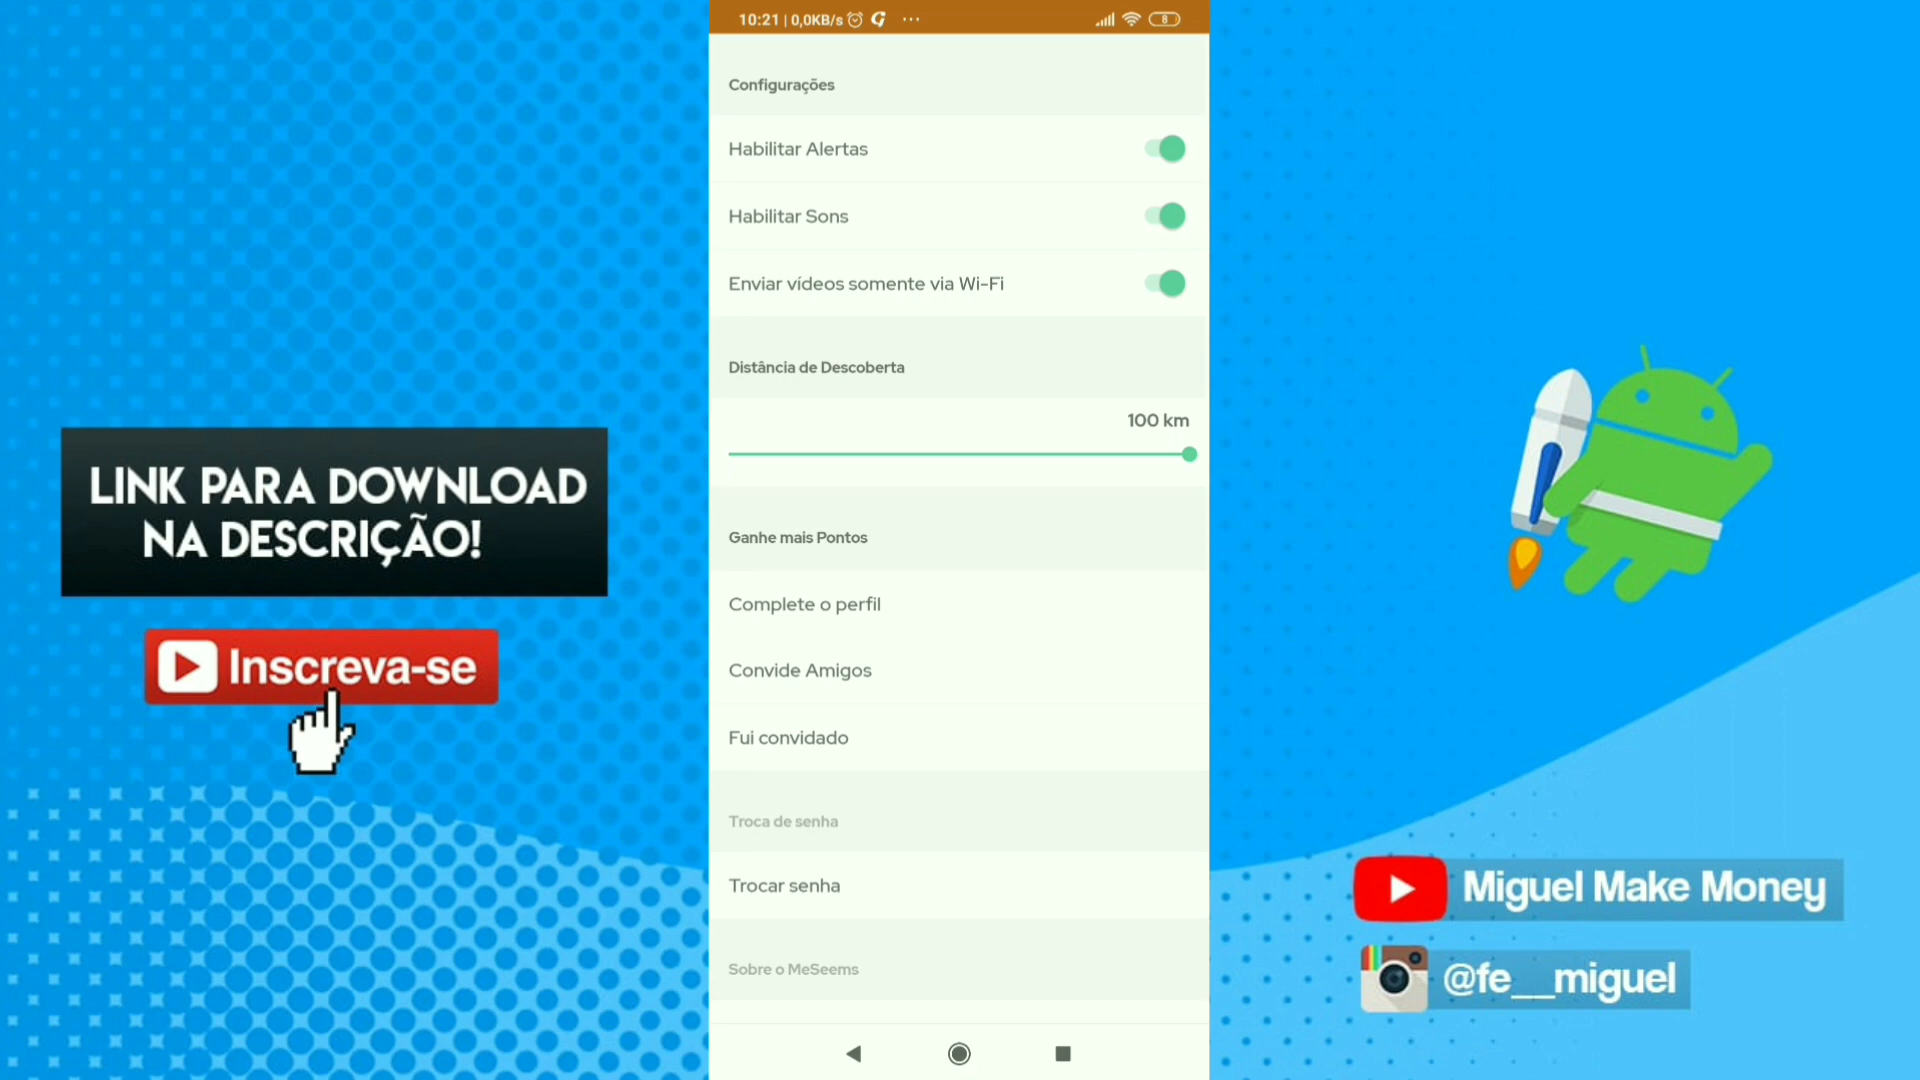 10:21 | 0,0KB/s
8
Configurações
Habilitar Alertas
Habilitar Sons
Enviar vídeos somente via Wi-Fi
Distância de Descoberta
100 km
Ganhe mais Pontos
Complete o perfil
Convide Amigos
Fui convidado
Troca de senha
Trocar senha
Sobre o MeSeems
LINK PARA DOWNLOAD
NA DESCRIÇÃO!
Inscreva-se
Miguel Make Money
@fe__miguel